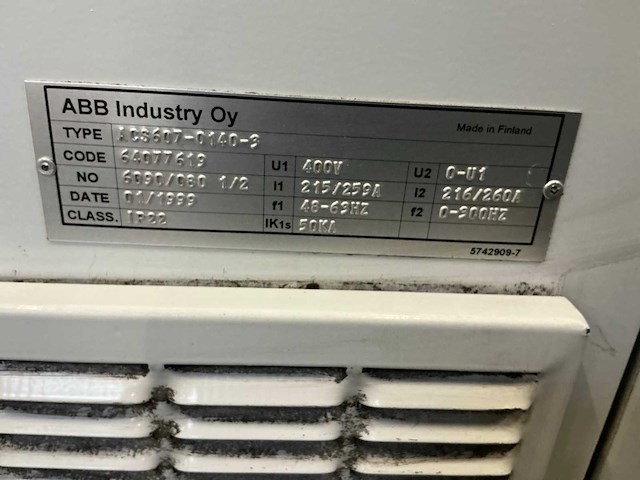 ABB Industry Oy
Made in Finland
TYPE ACS607-0140-3
CODE 64077619 U1 400V U2 0-U1
NO 6090/080 1/2 I1 215/259A I2 216/260A
DATE 01/1999 f1 48-63HZ f2 0-300HZ
CLASS. IP22 IK1s 50KA
5742909-7